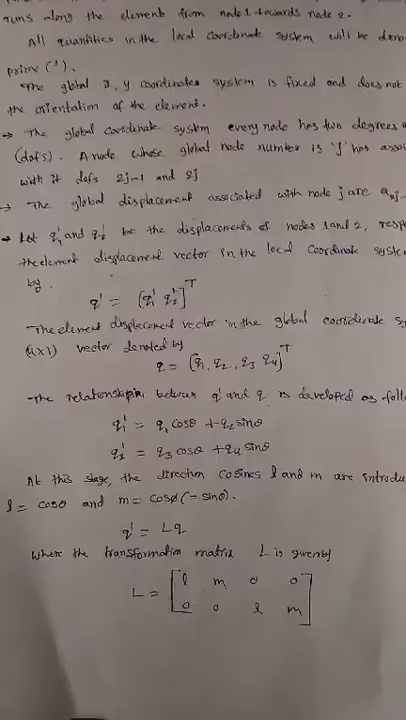 runs along the element from node 1 towards node 2.
All quantities in the local coordinate system will be deno
prime (').
The global x, y coordinates system is fixed and does not
the orientation of the element.
→ The global coordinate system every node has two degrees o
(dofs). A node whose global node number is 'j' has asso
with it dofs 2j-1 and 2j
→ The global displacement associated with node j are a2j-
→ Let q1' and q2' be the displacements of nodes 1 and 2, resp
the element displacement vector in the local coordinate syste
by.
q' = [q1' q2']^T
The element displacement vector in the global coordinate sy
(4x1) vector denoted by
q = [q1, q2, q3 q4]^T
The relationship between q' and q is developed as foll
q1' = q1 cosθ + q2 sinθ
q2' = q3 cosθ + q4 sinθ
At this stage, the direction cosines l and m are introdu
l = cosθ and m = cosø (= sinθ).
q' = Lq
Where the transformation matrix L is given by
L = [l m 0 0
0 0 l m]